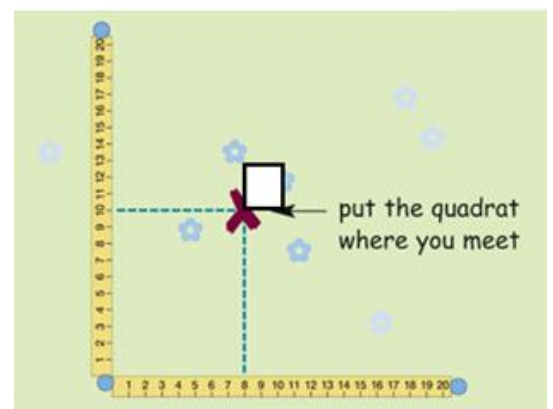 20 19 18 17 16 15 14 13 12 11 10 9 8 7 6 5 4 3 2 1
put the quadrat
where you meet
1 2 3 4 5 6 7 8 9 10 11 12 13 14 15 16 17 18 19 20